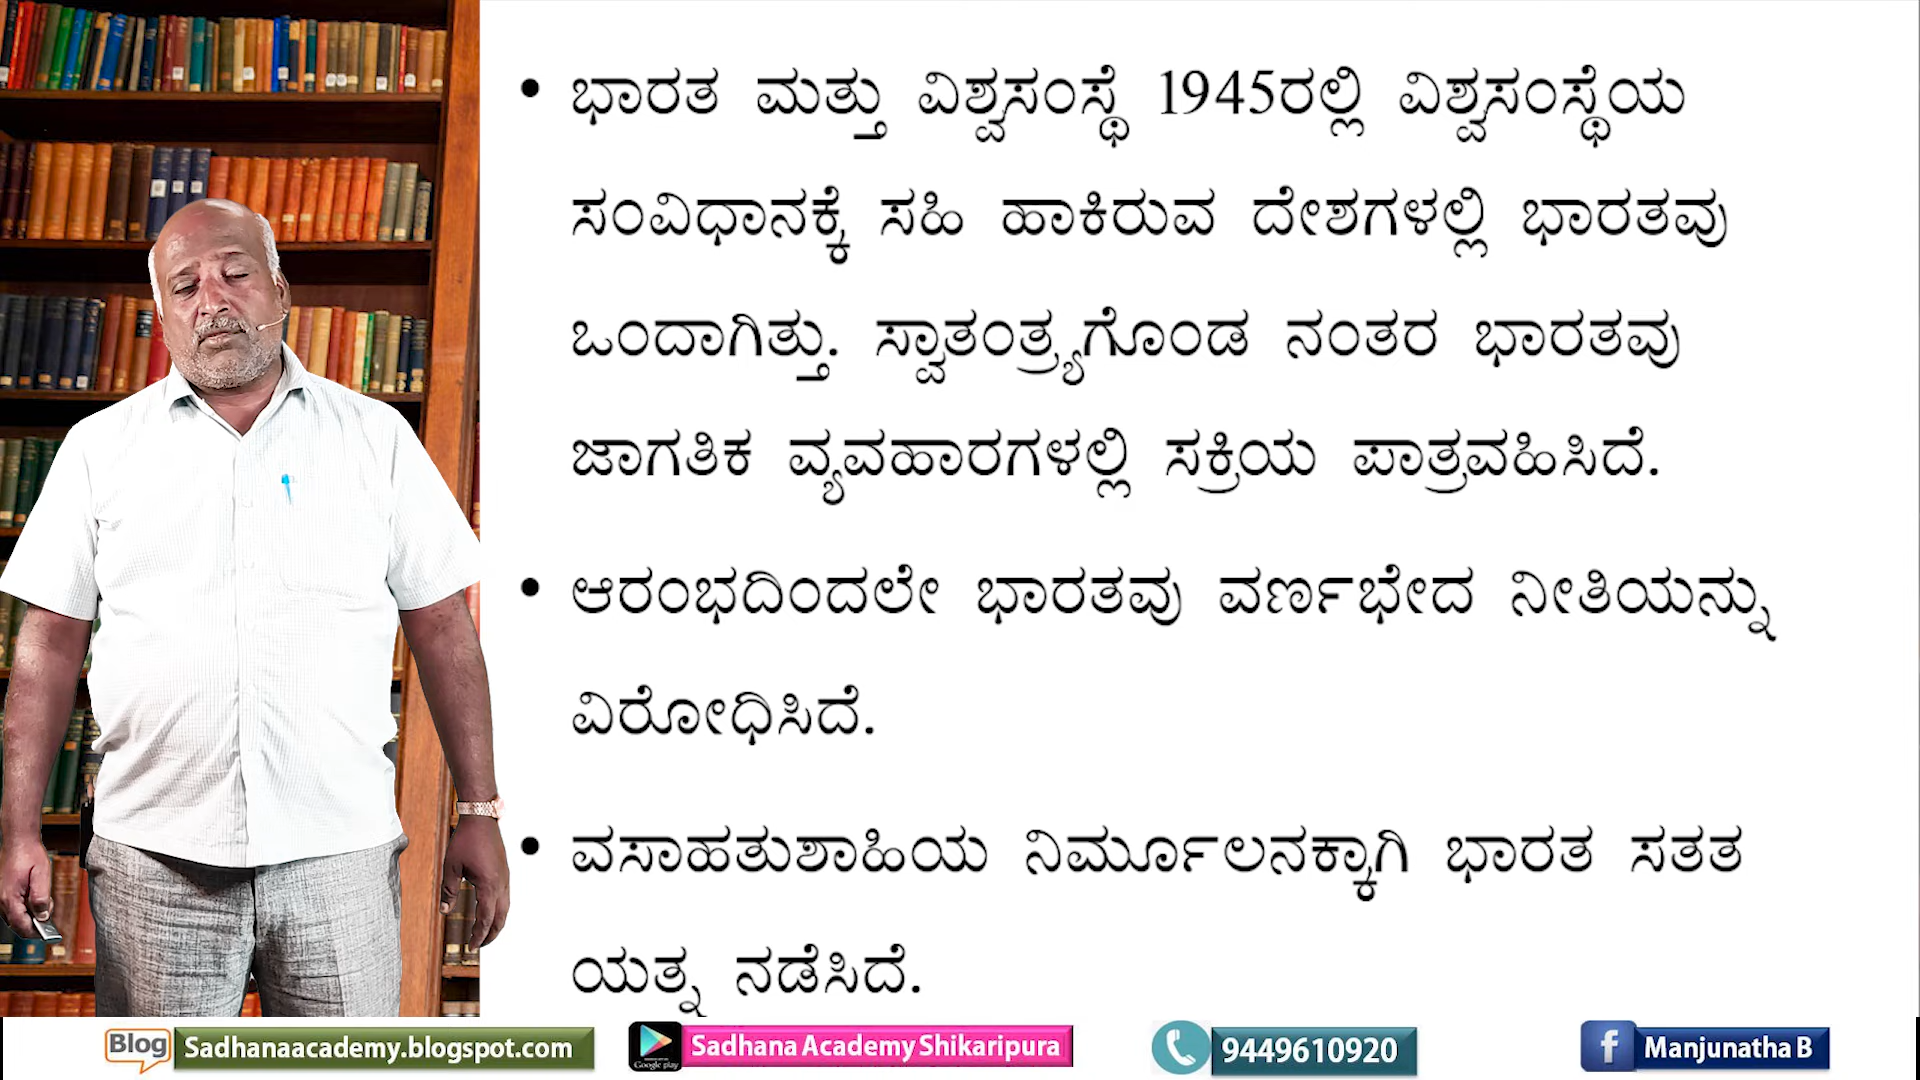 • ಭಾರತ ಮತ್ತು ವಿಶ್ವಸಂಸ್ಥೆ 1945ರಲ್ಲಿ ವಿಶ್ವಸಂಸ್ಥೆಯ
ಸಂವಿಧಾನಕ್ಕೆ ಸಹಿ ಹಾಕಿರುವ ದೇಶಗಳಲ್ಲಿ ಭಾರತವು
ಒಂದಾಗಿತ್ತು. ಸ್ವಾತಂತ್ರ್ಯಗೊಂಡ ನಂತರ ಭಾರತವು
ಜಾಗತಿಕ ವ್ಯವಹಾರಗಳಲ್ಲಿ ಸಕ್ರಿಯ ಪಾತ್ರವಹಿಸಿದೆ.
• ಆರಂಭದಿಂದಲೇ ಭಾರತವು ವರ್ಣಭೇದ ನೀತಿಯನ್ನು
ವಿರೋಧಿಸಿದೆ.
• ವಸಾಹತುಶಾಹಿಯ ನಿರ್ಮೂಲನಕ್ಕಾಗಿ ಭಾರತ ಸತತ
ಯತ್ನ ನಡೆಸಿದೆ.
Blog Sadhanaacademy.blogspot.com Google play Sadhana Academy Shikaripura 9449610920 f Manjunatha B